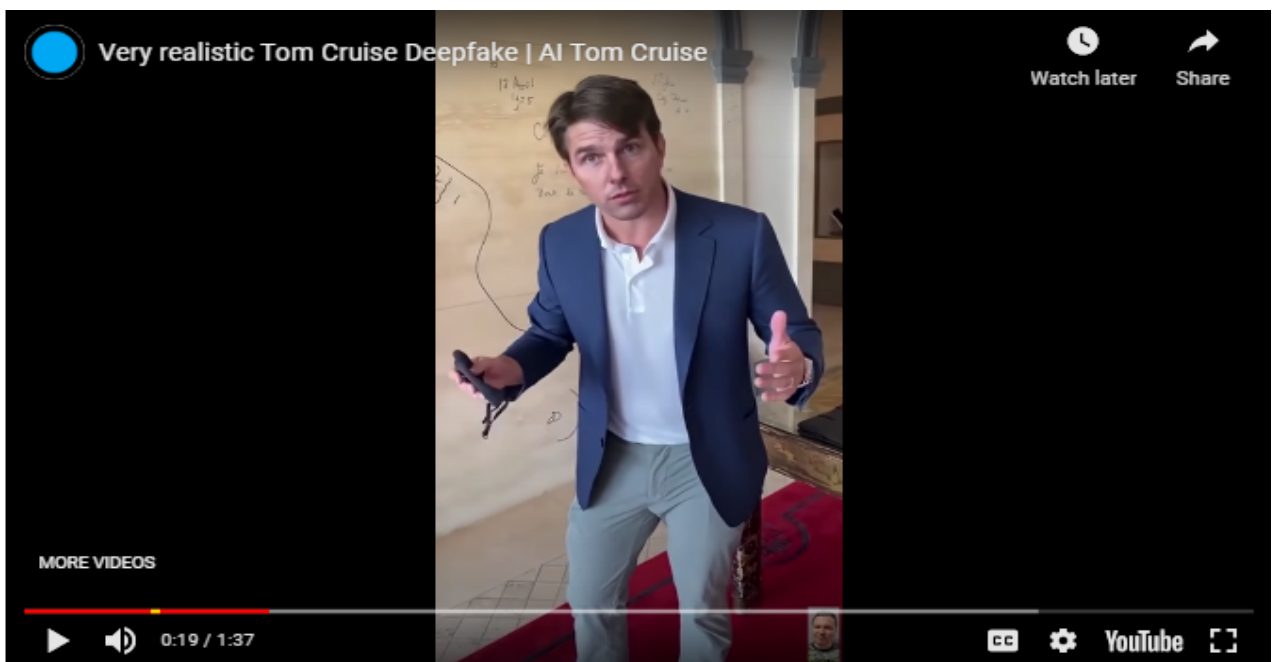 Very realistic Tom Cruise Deepfake | AI Tom Cruise
Watch later
Share
MORE VIDEOS
0:19 / 1:37
CC
YouTube